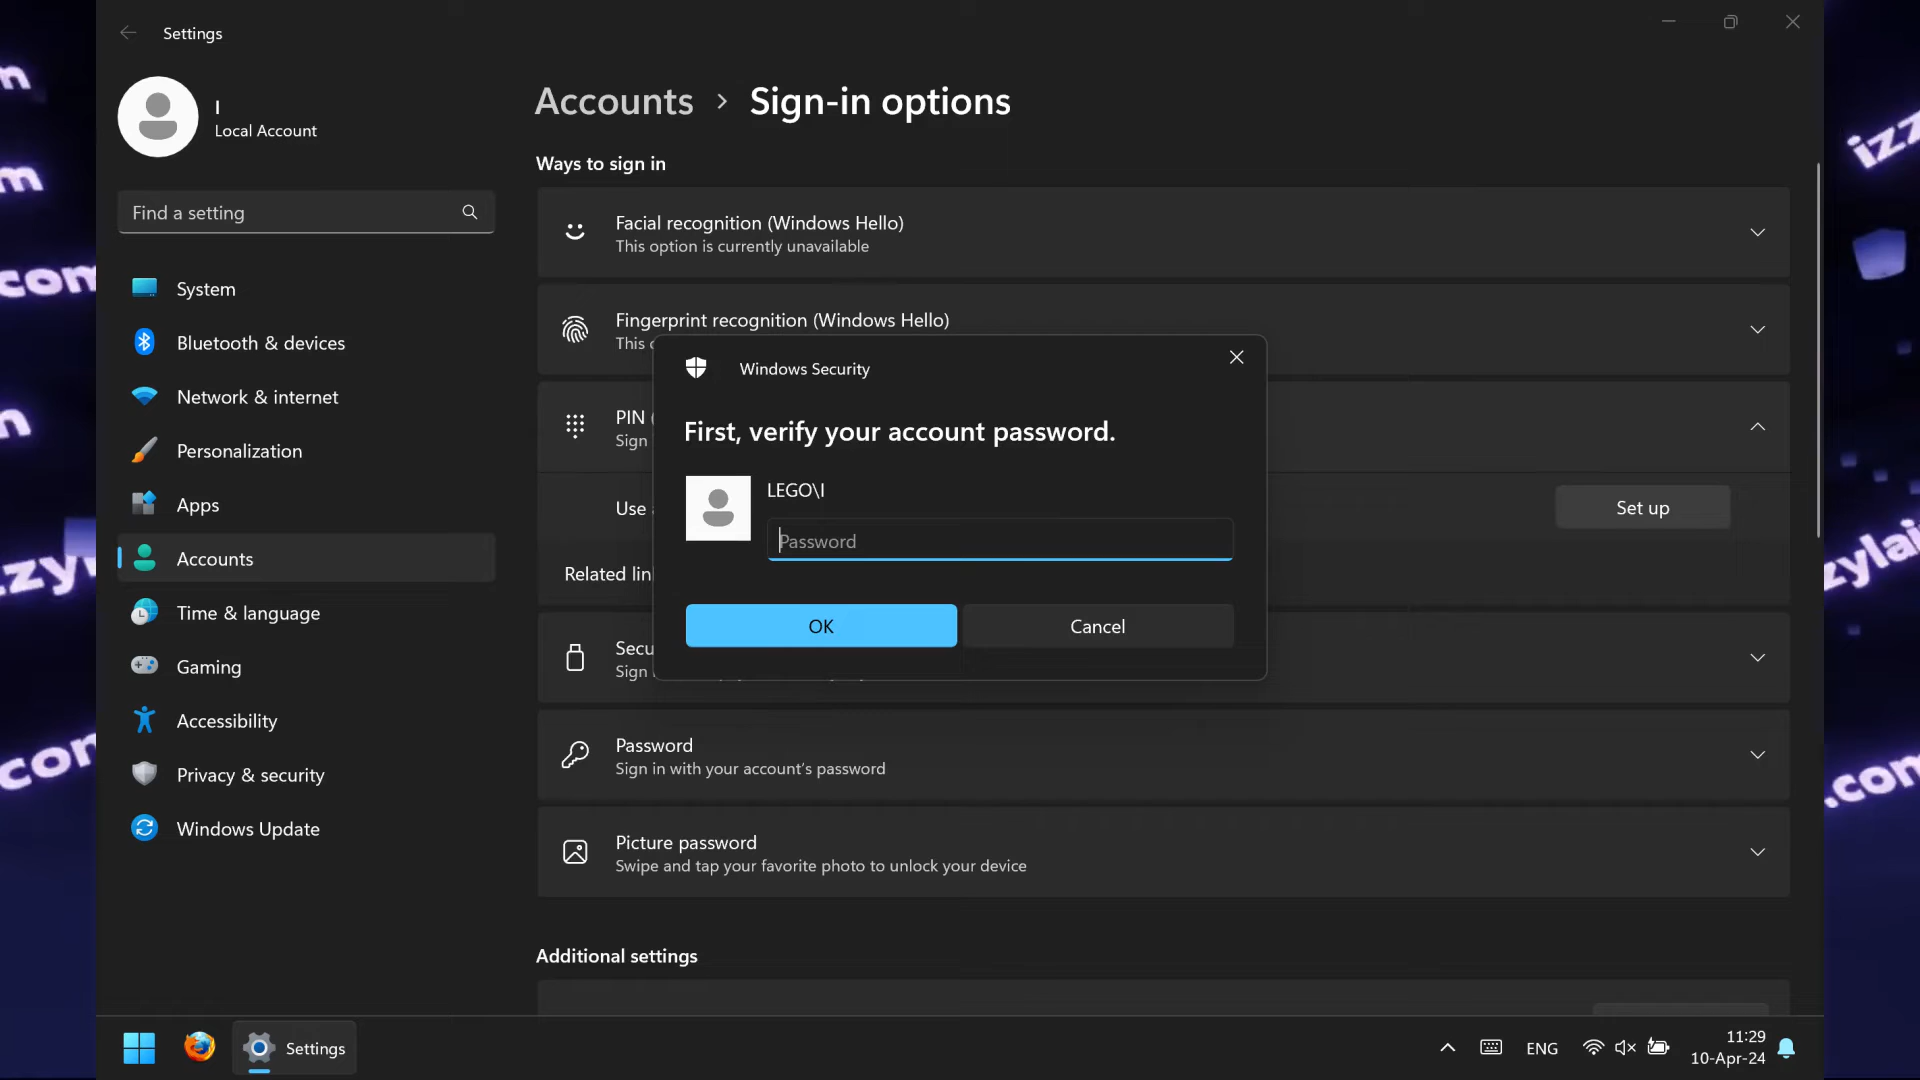 Settings
I
Local Account
Find a setting
System
Bluetooth & devices
Network & internet
Personalization
Apps
Accounts
Time & language
Gaming
Accessibility
Privacy & security
Windows Update
Accounts > Sign-in options
Ways to sign in
Facial recognition (Windows Hello)
This option is currently unavailable
Fingerprint recognition (Windows Hello)
This
PIN
Sign
Use
Set up
Related
Sign
Password
Sign in with your account's password
Picture password
Swipe and tap your favorite photo to unlock your device
Additional settings
Windows Security
First, verify your account password.
LEGO\I
Password
OK
Cancel
Settings
ENG
11:29
10-Apr-24
.com
.com